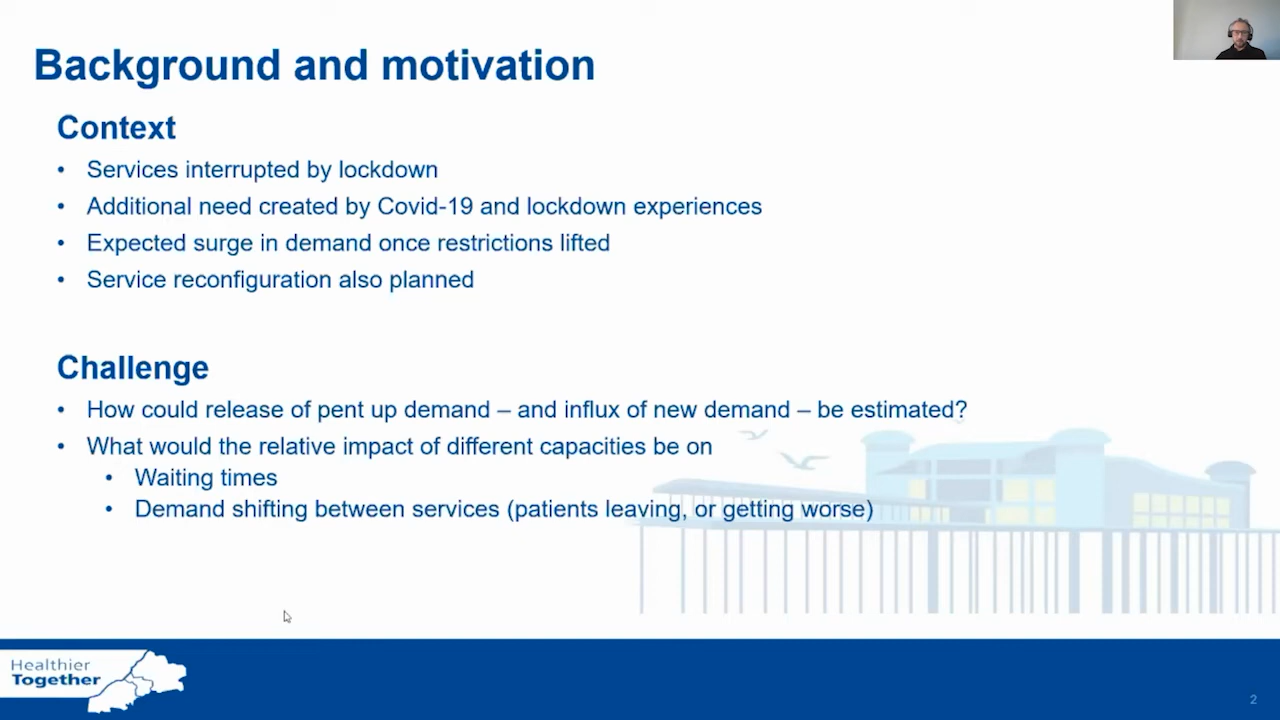 Background and motivation
Context
• Services interrupted by lockdown
• Additional need created by Covid-19 and lockdown experiences
• Expected surge in demand once restrictions lifted
• Service reconfiguration also planned
Challenge
• How could release of pent up demand – and influx of new demand – be estimated?
• What would the relative impact of different capacities be on
• Waiting times
• Demand shifting between services (patients leaving, or getting worse)
Healthier
Together
2